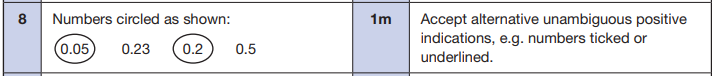 8 Numbers circled as shown: 1m Accept alternative unambiguous positive
indications, e.g. numbers ticked or
0.05 0.23 0.2 0.5
underlined.